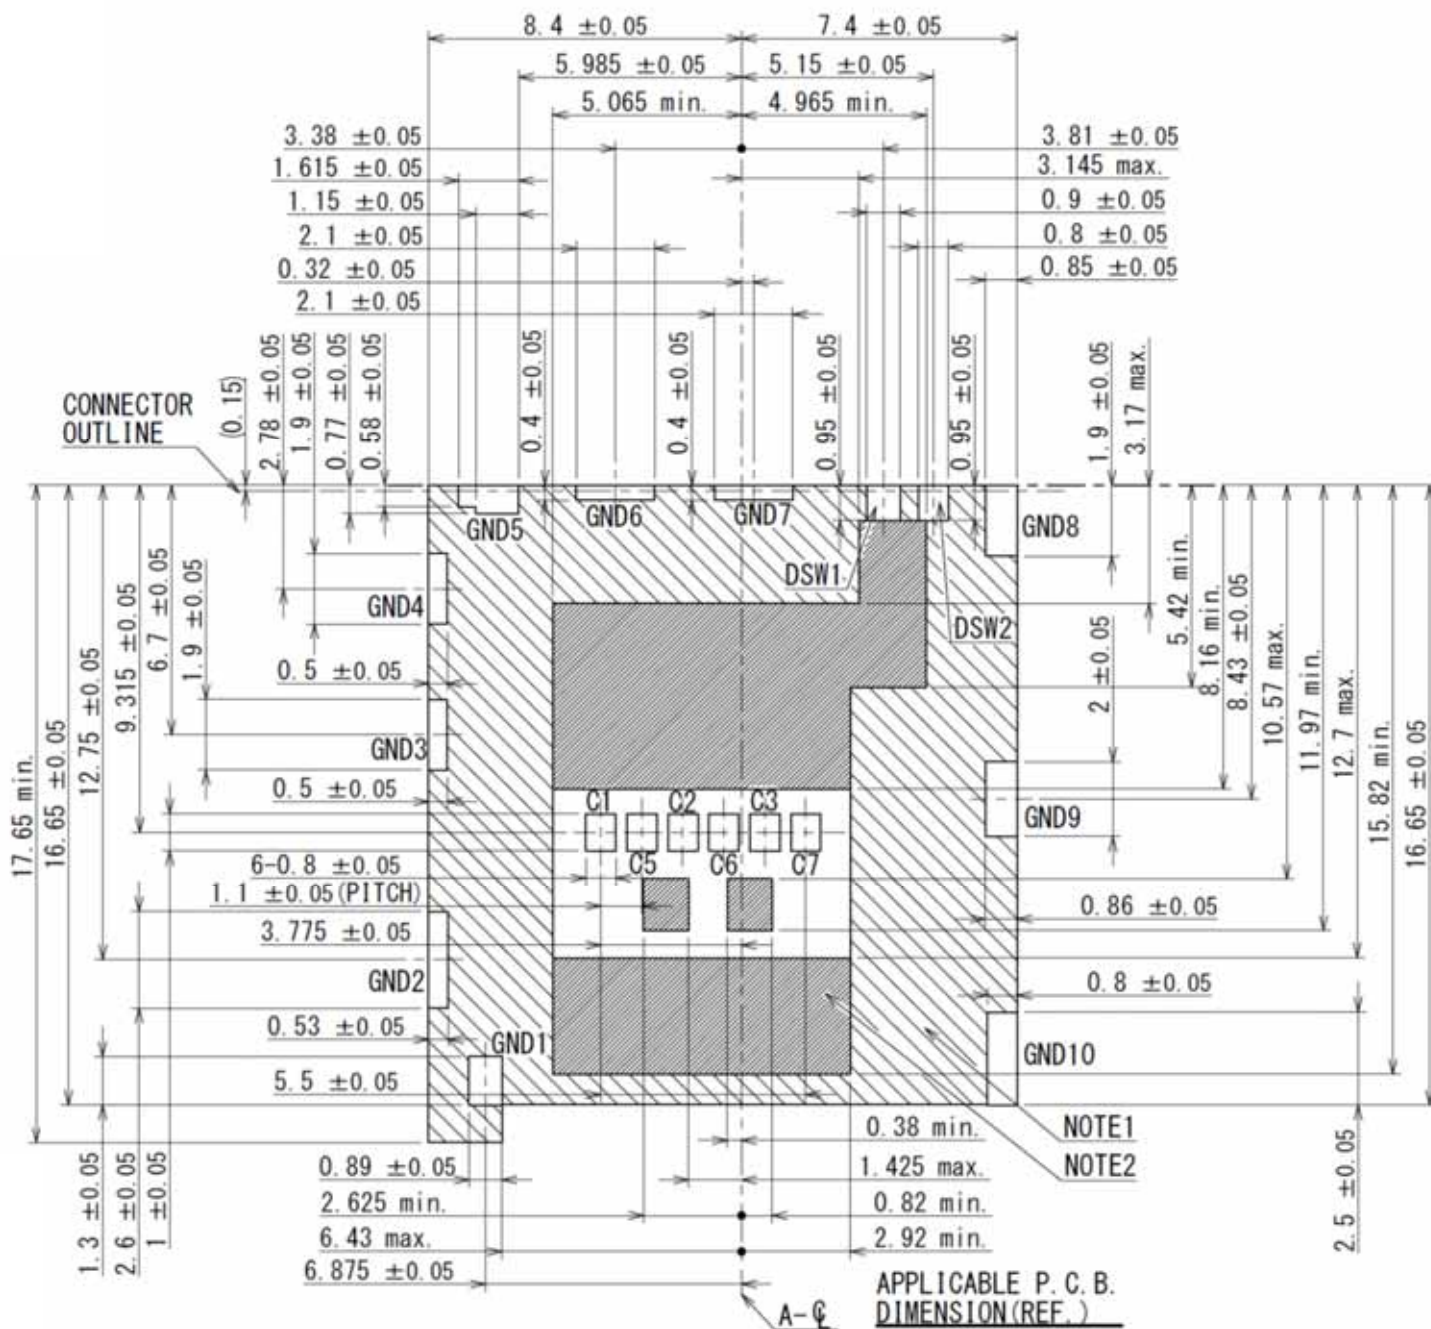 8.4 ±0.05
7.4 ±0.05
5.985 ±0.05
5.15 ±0.05
5.065 min.
4.965 min.
3.38 ±0.05
3.81 ±0.05
1.615 ±0.05
3.145 max.
1.15 ±0.05
0.9 ±0.05
2.1 ±0.05
0.8 ±0.05
0.32 ±0.05
0.85 ±0.05
2.1 ±0.05
CONNECTOR
OUTLINE
(0.15)
2.78 ±0.05
1.9 ±0.05
0.77 ±0.05
0.58 ±0.05
0.4 ±0.05
0.4 ±0.05
0.95 ±0.05
0.95 ±0.05
1.9 ±0.05
3.17 max.
GND5
GND6
GND7
GND8
DSW1
DSW2
GND4
GND3
GND2
GND1
GND9
GND10
17.65 min.
16.65 ±0.05
12.75 ±0.05
9.315 ±0.05
6.7 ±0.05
1.9 ±0.05
0.5 ±0.05
0.5 ±0.05
2 ±0.05
5.42 min.
8.16 min.
8.43 ±0.05
10.57 max.
11.97 min.
12.7 max.
15.82 min.
16.65 ±0.05
C1
C2
C3
C5
C6
C7
6-0.8 ±0.05
1.1 ±0.05(PITCH)
3.775 ±0.05
0.86 ±0.05
0.8 ±0.05
0.53 ±0.05
5.5 ±0.05
1.3 ±0.05
2.6 ±0.05
1 ±0.05
0.89 ±0.05
2.625 min.
6.43 max.
6.875 ±0.05
0.38 min.
1.425 max.
0.82 min.
2.92 min.
NOTE1
NOTE2
2.5 ±0.05
A-℄
APPLICABLE P.C.B.
DIMENSION(REF.)